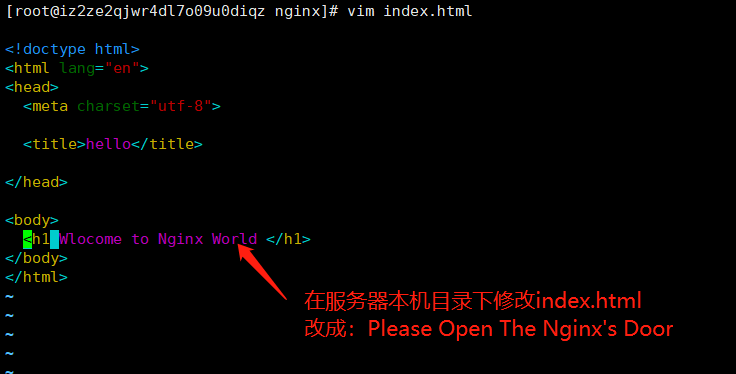 [root@iz2ze2qjwr4dl7o09u0diqz nginx]# vim index.html
<!doctype html>
<html lang="en">
<head>
<meta charset="utf-8">
<title>hello</title>
</head>
<body>
<h1>Wlocome to Nginx World </h1>
</body>
</html>
~
~
~
~
~
在服务器本机目录下修改index.html
改成：Please Open The Nginx's Door